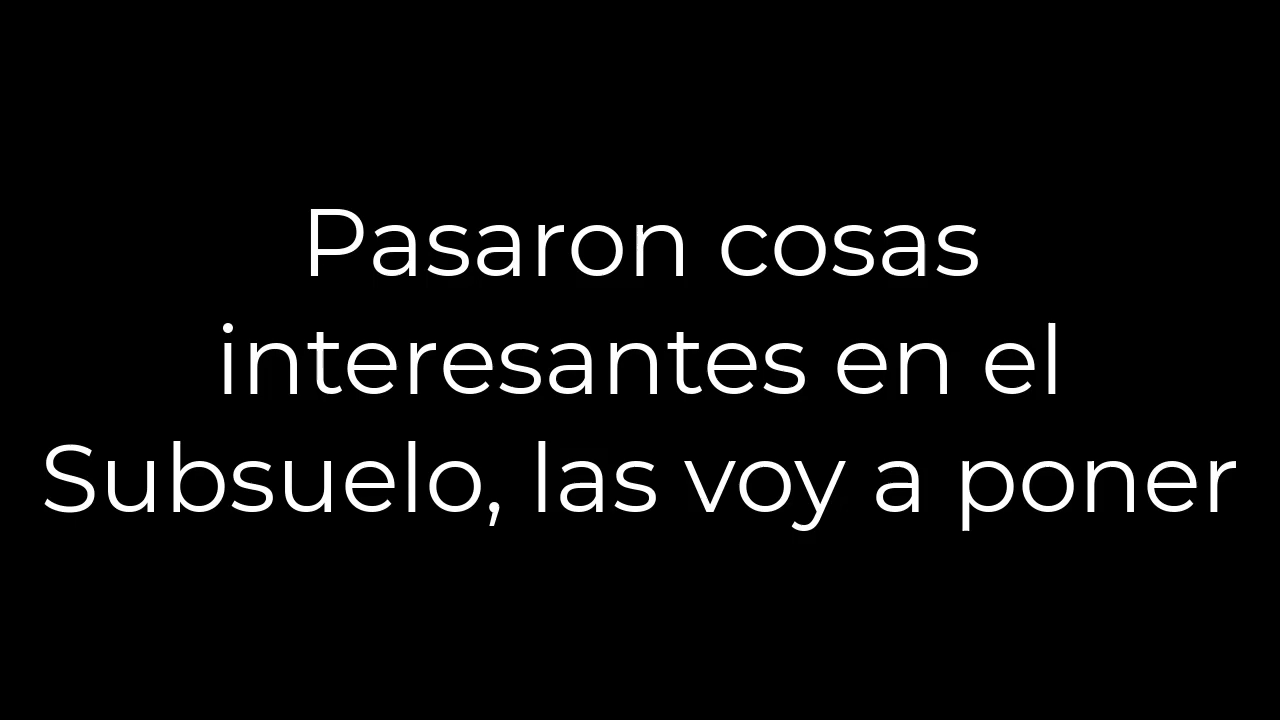 Pasaron cosas
interesantes en el
Subsuelo, las voy a poner